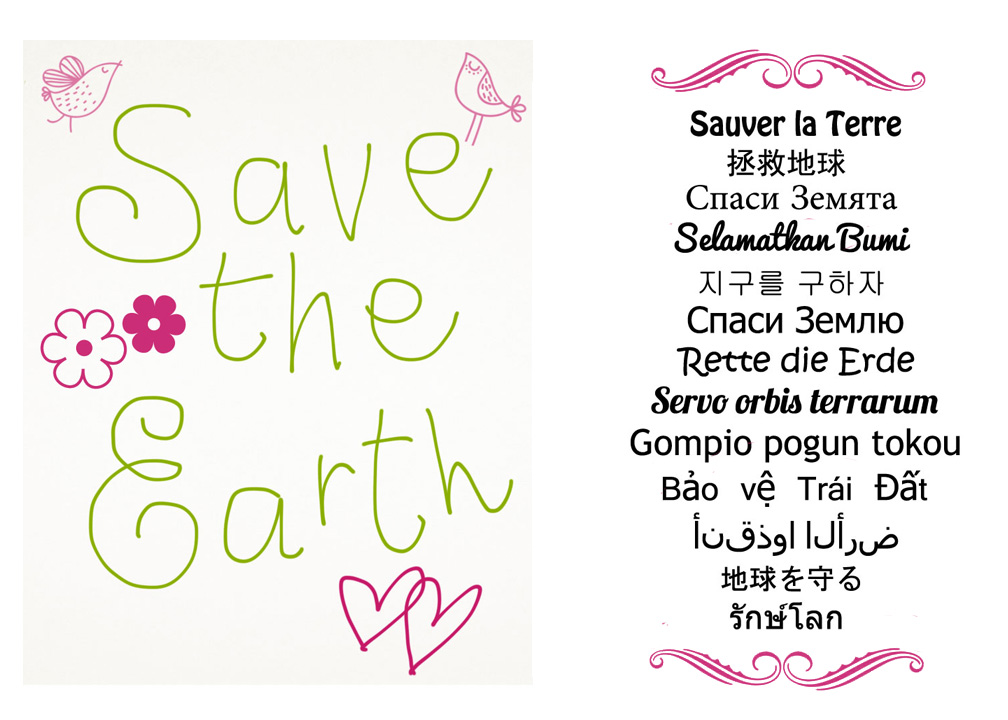 Save
the
Earth
Sauver la Terre
拯救地球
Спаси Земята
Selamatkan Bumi
지구를 구하자
Спаси Землю
Rette die Erde
Servo orbis terrarum
Gompio pogun tokou
Bảo vệ Trái Đất
ضرألا اوذقنأ
地球を守る
รักษ์โลก